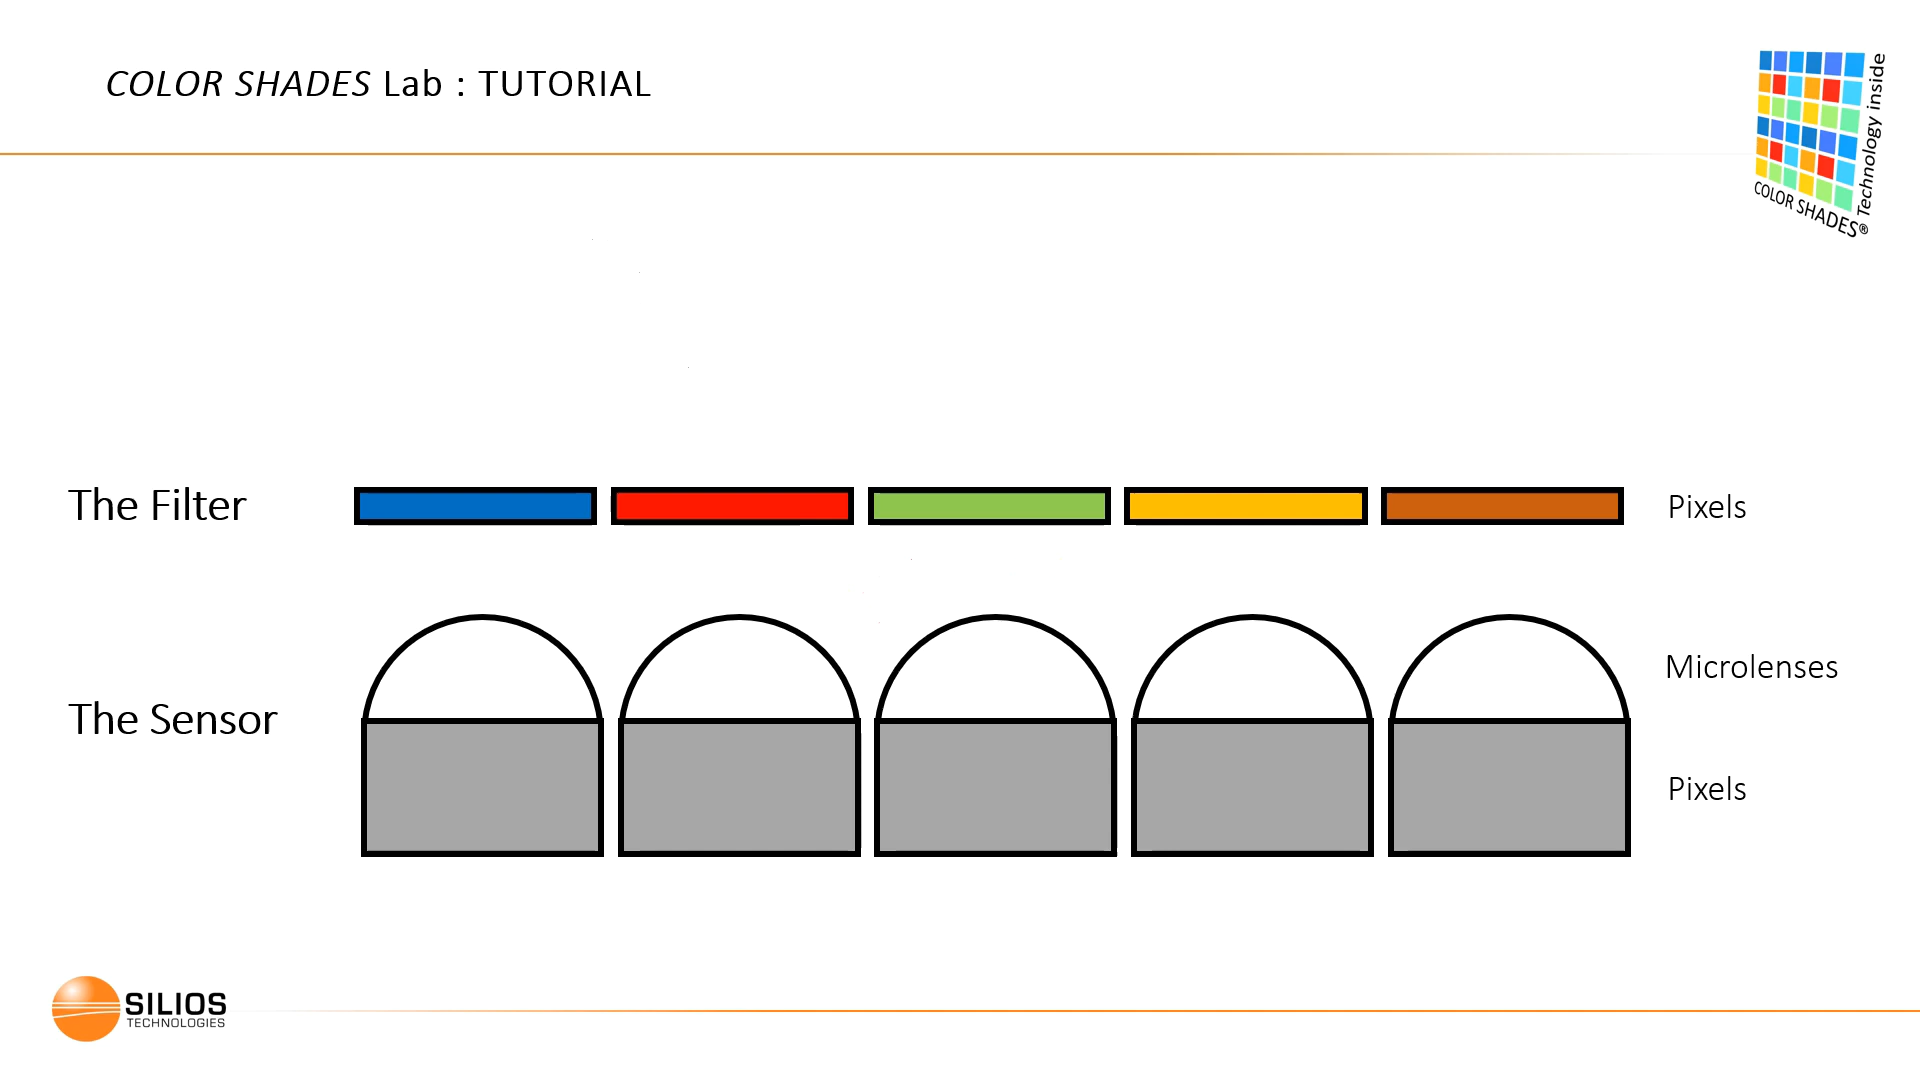 COLOR SHADES Lab : TUTORIAL
Technology inside
COLOR SHADES®
The Filter
Pixels
Microlenses
The Sensor
Pixels
SILIOS
TECHNOLOGIES